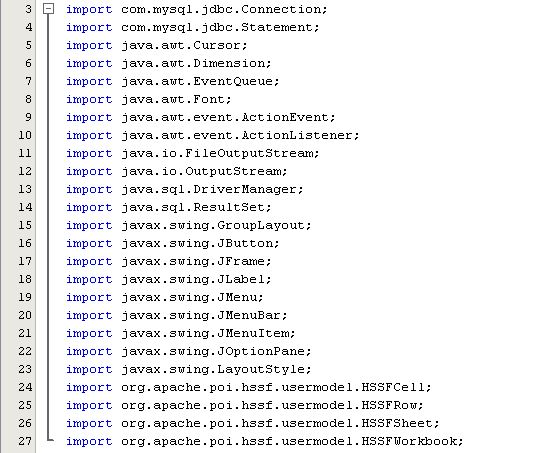 3 import com.mysql.jdbc.Connection;
4 import com.mysql.jdbc.Statement;
5 import java.awt.Cursor;
6 import java.awt.Dimension;
7 import java.awt.EventQueue;
8 import java.awt.Font;
9 import java.awt.event.ActionEvent;
10 import java.awt.event.ActionListener;
11 import java.io.FileOutputStream;
12 import java.io.OutputStream;
13 import java.sql.DriverManager;
14 import java.sql.ResultSet;
15 import javax.swing.GroupLayout;
16 import javax.swing.JButton;
17 import javax.swing.JFrame;
18 import javax.swing.JLabel;
19 import javax.swing.JMenu;
20 import javax.swing.JMenuBar;
21 import javax.swing.JMenuItem;
22 import javax.swing.JOptionPane;
23 import javax.swing.LayoutStyle;
24 import org.apache.poi.hssf.usermodel.HSSFCell;
25 import org.apache.poi.hssf.usermodel.HSSFRow;
26 import org.apache.poi.hssf.usermodel.HSSFSheet;
27 import org.apache.poi.hssf.usermodel.HSSFWorkbook;